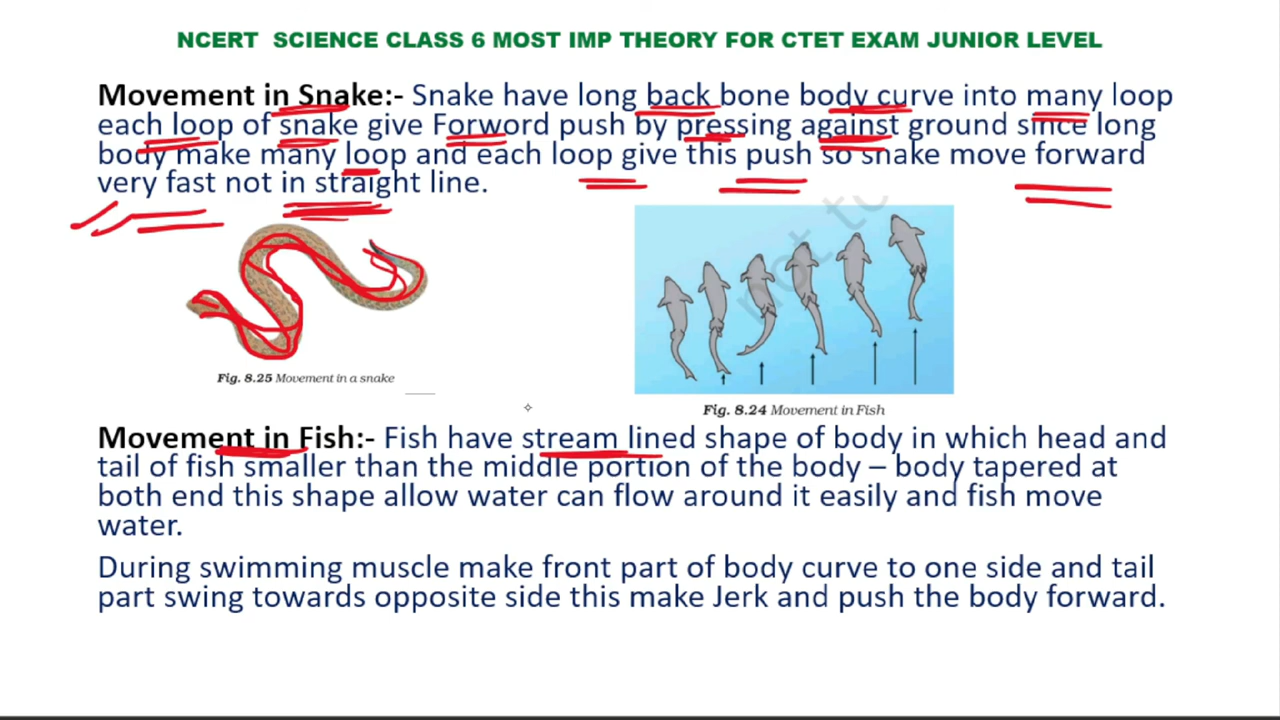 NCERT SCIENCE CLASS 6 MOST IMP THEORY FOR CTET EXAM JUNIOR LEVEL
Movement in Snake:- Snake have long back bone body curve into many loop
each loop of snake give Forword push by pressing against ground since long
body make many loop and each loop give this push so snake move forward
very fast not in straight line.
not to
Fig. 8.25 Movement in a snake
Fig. 8.24 Movement in Fish
Movement in Fish:- Fish have stream lined shape of body in which head and
tail of fish smaller than the middle portion of the body – body tapered at
both end this shape allow water can flow around it easily and fish move
water.
During swimming muscle make front part of body curve to one side and tail
part swing towards opposite side this make Jerk and push the body forward.